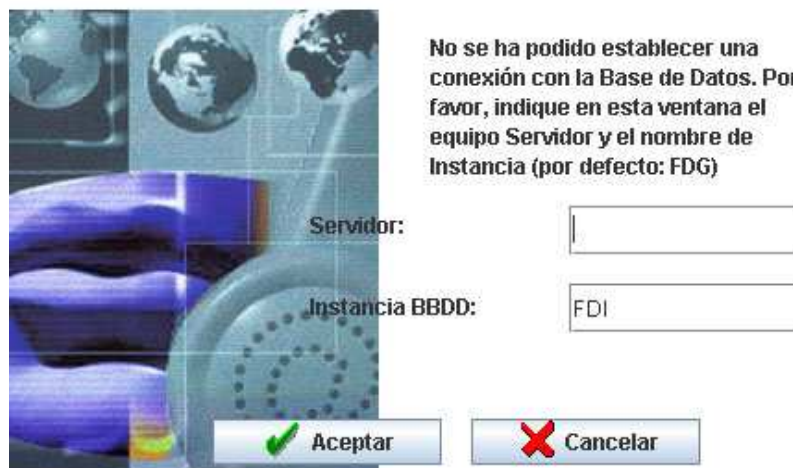 No se ha podido establecer una
conexión con la Base de Datos. Por
favor, indique en esta ventana el
equipo Servidor y el nombre de
Instancia (por defecto: FDG)
Servidor:
Instancia BBDD:
FDI
Aceptar
Cancelar